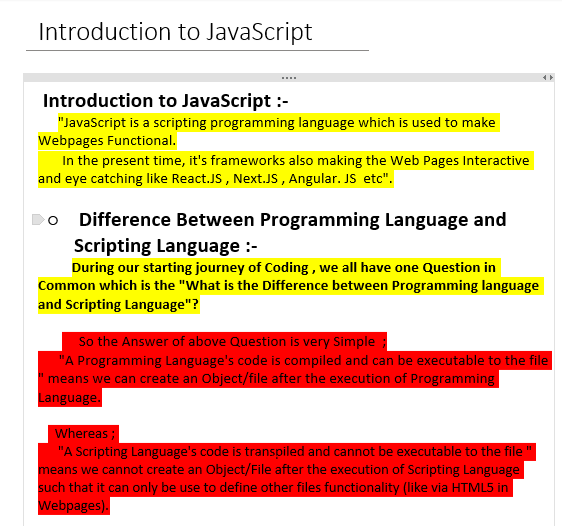 Introduction to JavaScript
Introduction to JavaScript :-
"JavaScript is a scripting programming language which is used to make
Webpages Functional.
In the present time, it's frameworks also making the Web Pages Interactive
and eye catching like React.JS , Next.JS , Angular. JS  etc".
Difference Between Programming Language and
Scripting Language :-
During our starting journey of Coding , we all have one Question in
Common which is the "What is the Difference between Programming language
and Scripting Language"?
So the Answer of above Question is very Simple  ;
"A Programming Language's code is compiled and can be executable to the file
" means we can create an Object/file after the execution of Programming
Language.
Whereas ;
"A Scripting Language's code is transpiled and cannot be executable to the file "
means we cannot create an Object/File after the execution of Scripting Language
such that it can only be use to define other files functionality (like via HTML5 in
Webpages).